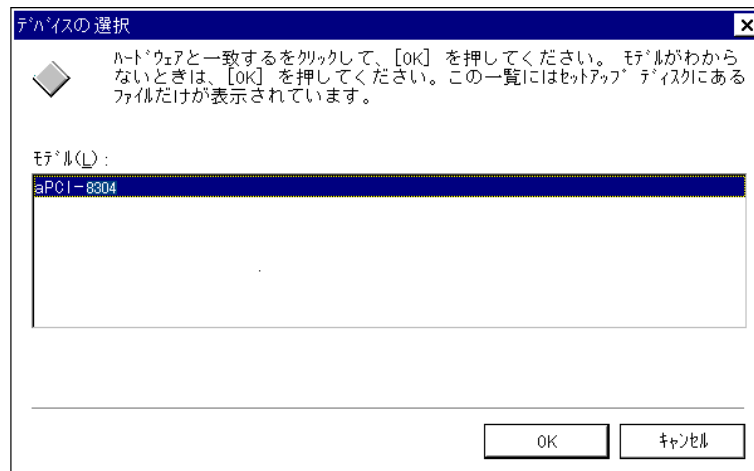 ﾃﾞﾊﾞｲｽの選択
ﾊｰﾄﾞｳｪｱと一致するをｸﾘｯｸして、[OK] を押してください。 ﾓﾃﾞﾙがわから
ないときは、[OK] を押してください。この一覧にはｾｯﾄｱｯﾌﾟ ﾃﾞｨｽｸにある
ﾌｧｲﾙだけが表示されています。
ﾓﾃﾞﾙ(L):
aPCI-8304
OK
ｷｬﾝｾﾙ